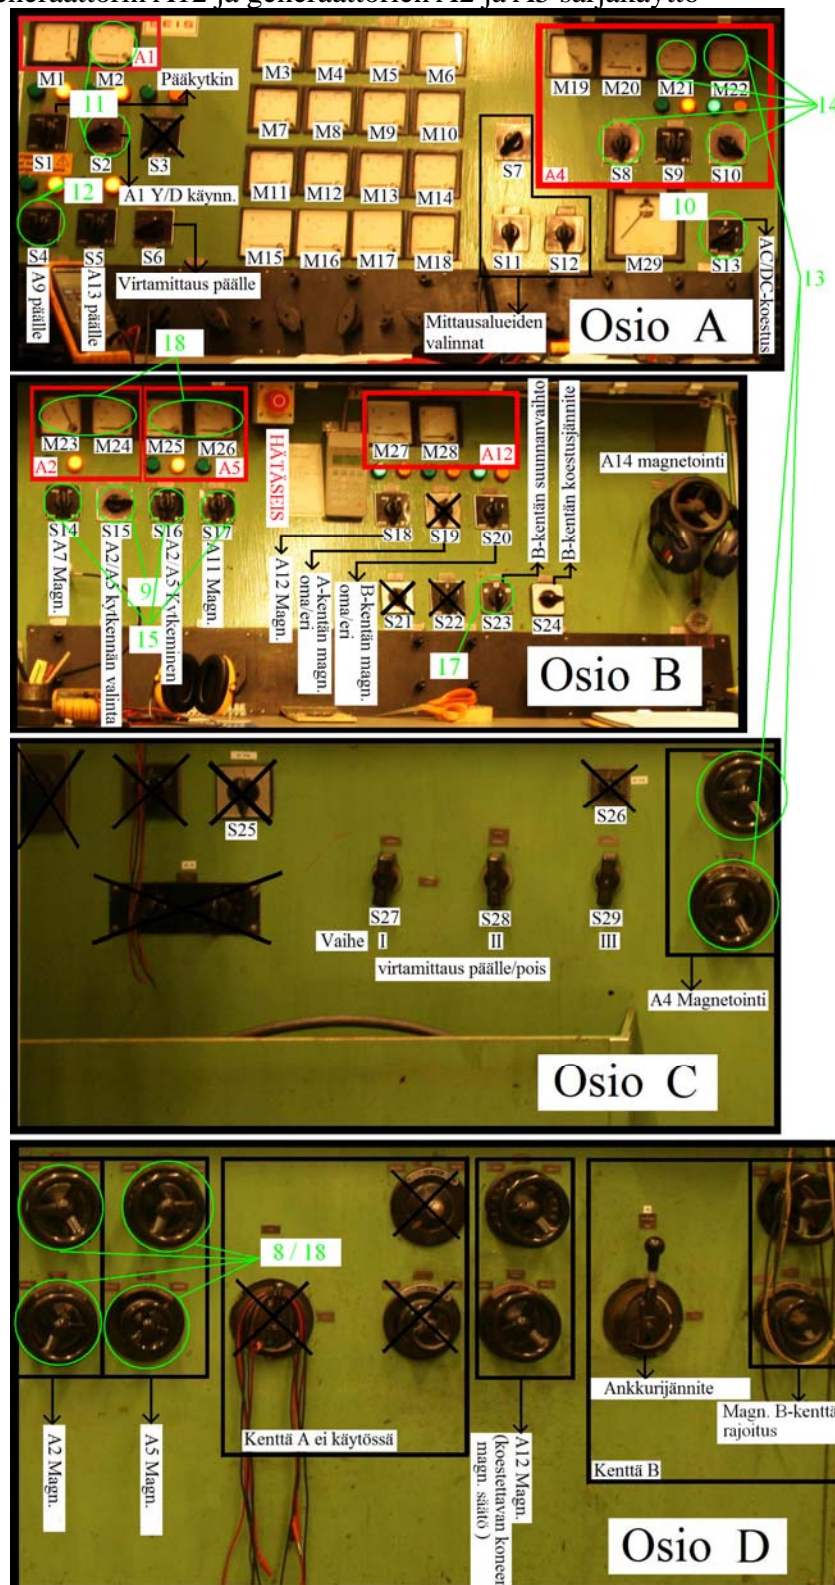 eneraattorin A12 ja generaattorien A2 ja A5 sarjakäyttö
A1
M1 M2
Pääkytkin
11
S1 S2 S3
A1 Y/D käynn.
12
S4 S5 S6
A9 päälle
A13 päälle
Virtamittaus päälle
M3 M4 M5 M6
M7 M8 M9 M10
M11 M12 M13 M14
M15 M16 M17 M18
S7
S11 S12
Mittausalueiden
valinnat
M19 M20 M21 M22
S8 S9 S10
A4
10
M29 S13
AC/DC-koestus
14
13
Osio A
18
M23 M24 M25 M26
A2 A5
HÄTÄSEIS
M27 M28
A12
S14 S15 S16 S17
A7 Magn.
A2/A5 kytkennän valinta
A2/A5 Kytkeminen
A11 Magn.
9
15
S18 S19 S20
A12 Magn.
A-kentän magn.
oma/eri
B-kentän magn.
oma/eri
S21 S22 S23 S24
17
B-kentän suunnanvaihto
B-kentän koestusjännite
A14 magnetointi
Osio B
S25
S26
S27 S28 S29
Vaihe I II III
virtamittaus päälle/pois
A4 Magnetointi
Osio C
8 / 18
A2 Magn.
A5 Magn.
Kenttä A ei käytössä
A12 Magn.
(koestettavan koneen
magn. säätö )
Ankkurijännite
Magn. B-kenttä
rajoitus
Kenttä B
Osio D